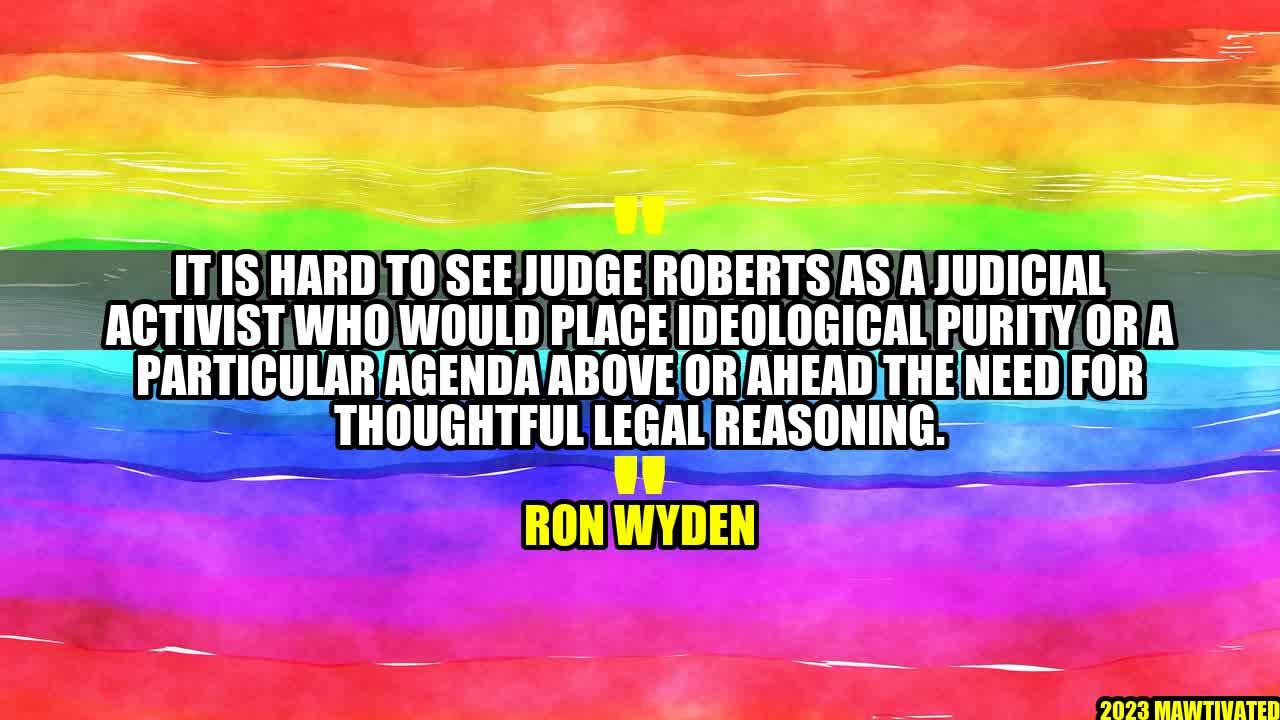 "
IT IS HARD TO SEE JUDGE ROBERTS AS A JUDICIAL
ACTIVIST WHO WOULD PLACE IDEOLOGICAL PURITY OR A
PARTICULAR AGENDA ABOVE OR AHEAD THE NEED FOR
THOUGHTFUL LEGAL REASONING.
"
RON WYDEN
2023 MAWTIVATED